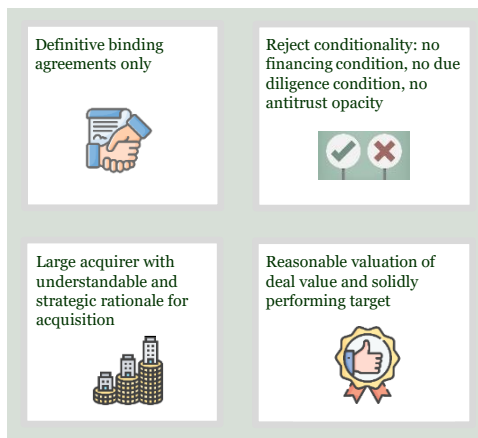 Definitive binding
agreements only
Reject conditionality: no
financing condition, no due
diligence condition, no
antitrust opacity
Large acquirer with
understandable and
strategic rationale for
acquisition
Reasonable valuation of
deal value and solidly
performing target